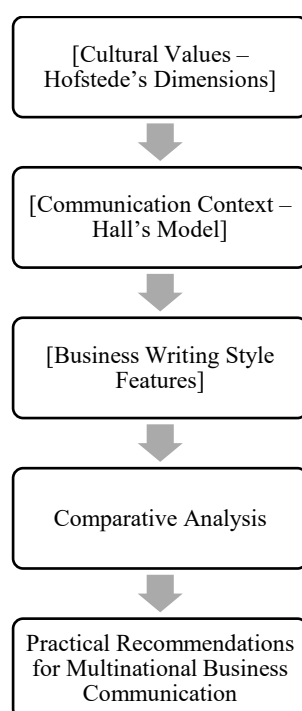 [Cultural Values –
Hofstede's Dimensions]
[Communication Context –
Hall's Model]
[Business Writing Style
Features]
Comparative Analysis
Practical Recommendations
for Multinational Business
Communication